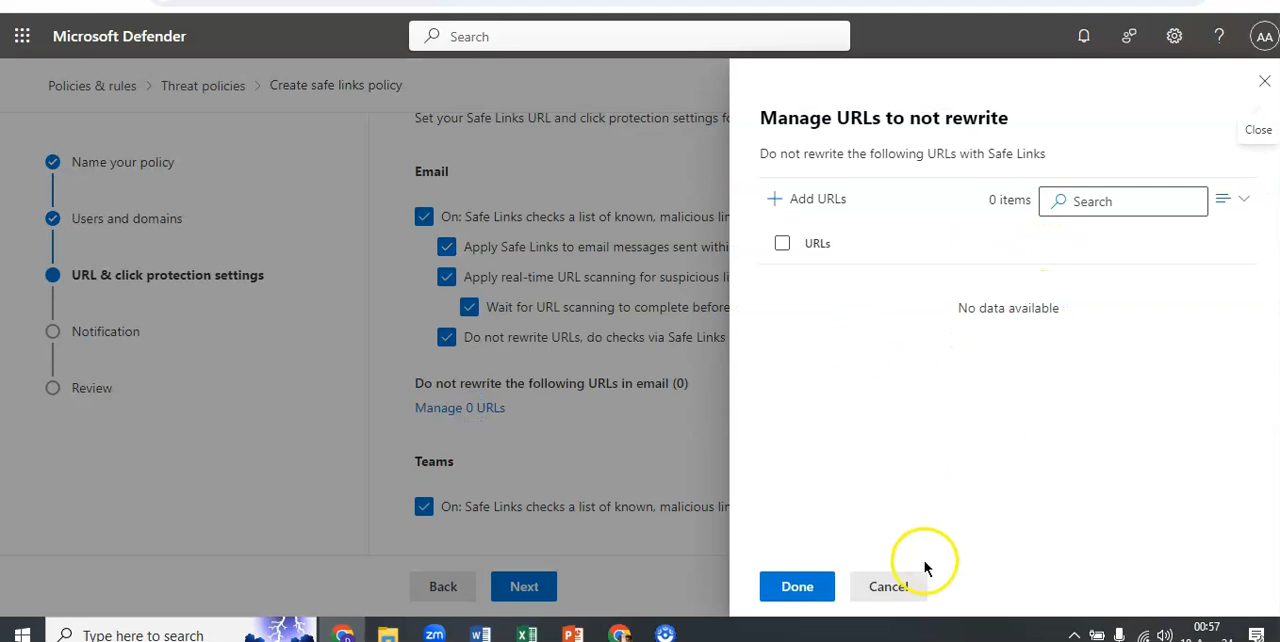 Microsoft Defender
Search
AA
Policies & rules > Threat policies > Create safe links policy
Close
Name your policy
Users and domains
URL & click protection settings
Notification
Review
Set your Safe Links URL and click protection settings f
Email
On: Safe Links checks a list of known, malicious lin
Apply Safe Links to email messages sent within
Apply real-time URL scanning for suspicious li
Wait for URL scanning to complete before
Do not rewrite URLs, do checks via Safe Links
Do not rewrite the following URLs in email (0)
Manage 0 URLs
Teams
On: Safe Links checks a list of known, malicious lin
Back
Next
Manage URLs to not rewrite
Do not rewrite the following URLs with Safe Links
Add URLs
0 items
Search
URLs
No data available
Done
Cancel
Type here to search
zm
00:57